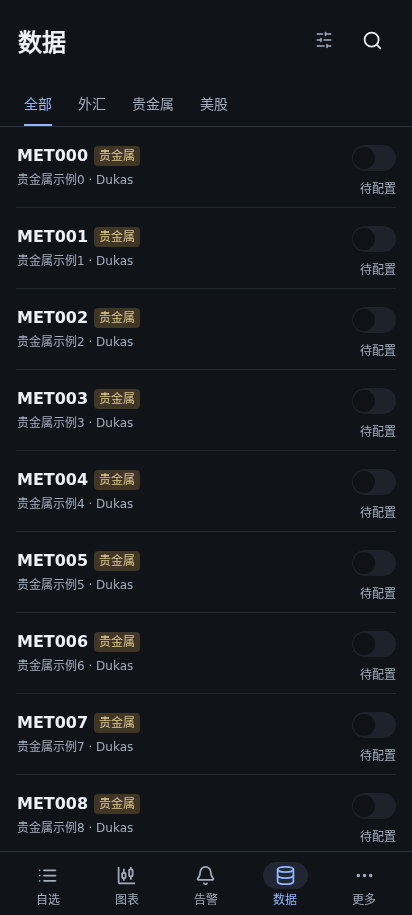 数据
全部 外汇 贵金属 美股
MET000 贵金属
贵金属示例0 · Dukas
待配置
MET001 贵金属
贵金属示例1 · Dukas
待配置
MET002 贵金属
贵金属示例2 · Dukas
待配置
MET003 贵金属
贵金属示例3 · Dukas
待配置
MET004 贵金属
贵金属示例4 · Dukas
待配置
MET005 贵金属
贵金属示例5 · Dukas
待配置
MET006 贵金属
贵金属示例6 · Dukas
待配置
MET007 贵金属
贵金属示例7 · Dukas
待配置
MET008 贵金属
贵金属示例8 · Dukas
待配置
自选 图表 告警 数据 更多